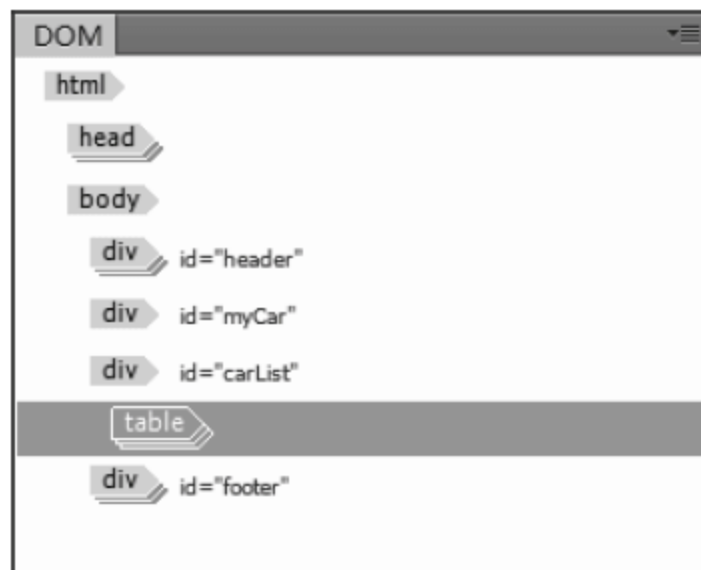 DOM
html
head
body
div id="header"
div id="myCar"
div id="carList"
table
div id="footer"